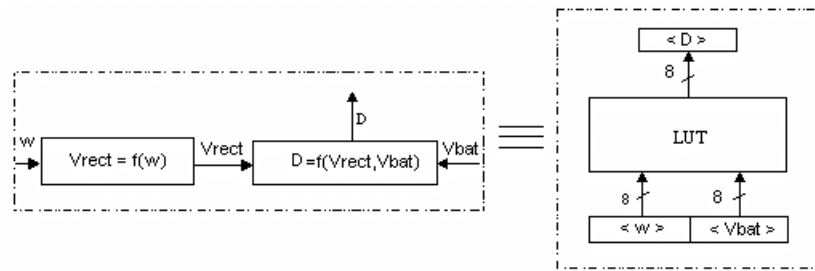 w
Vrect = f(w)
Vrect
D =f(Vrect,Vbat)
D
Vbat
< D >
8
LUT
8
8
< w >
< Vbat >